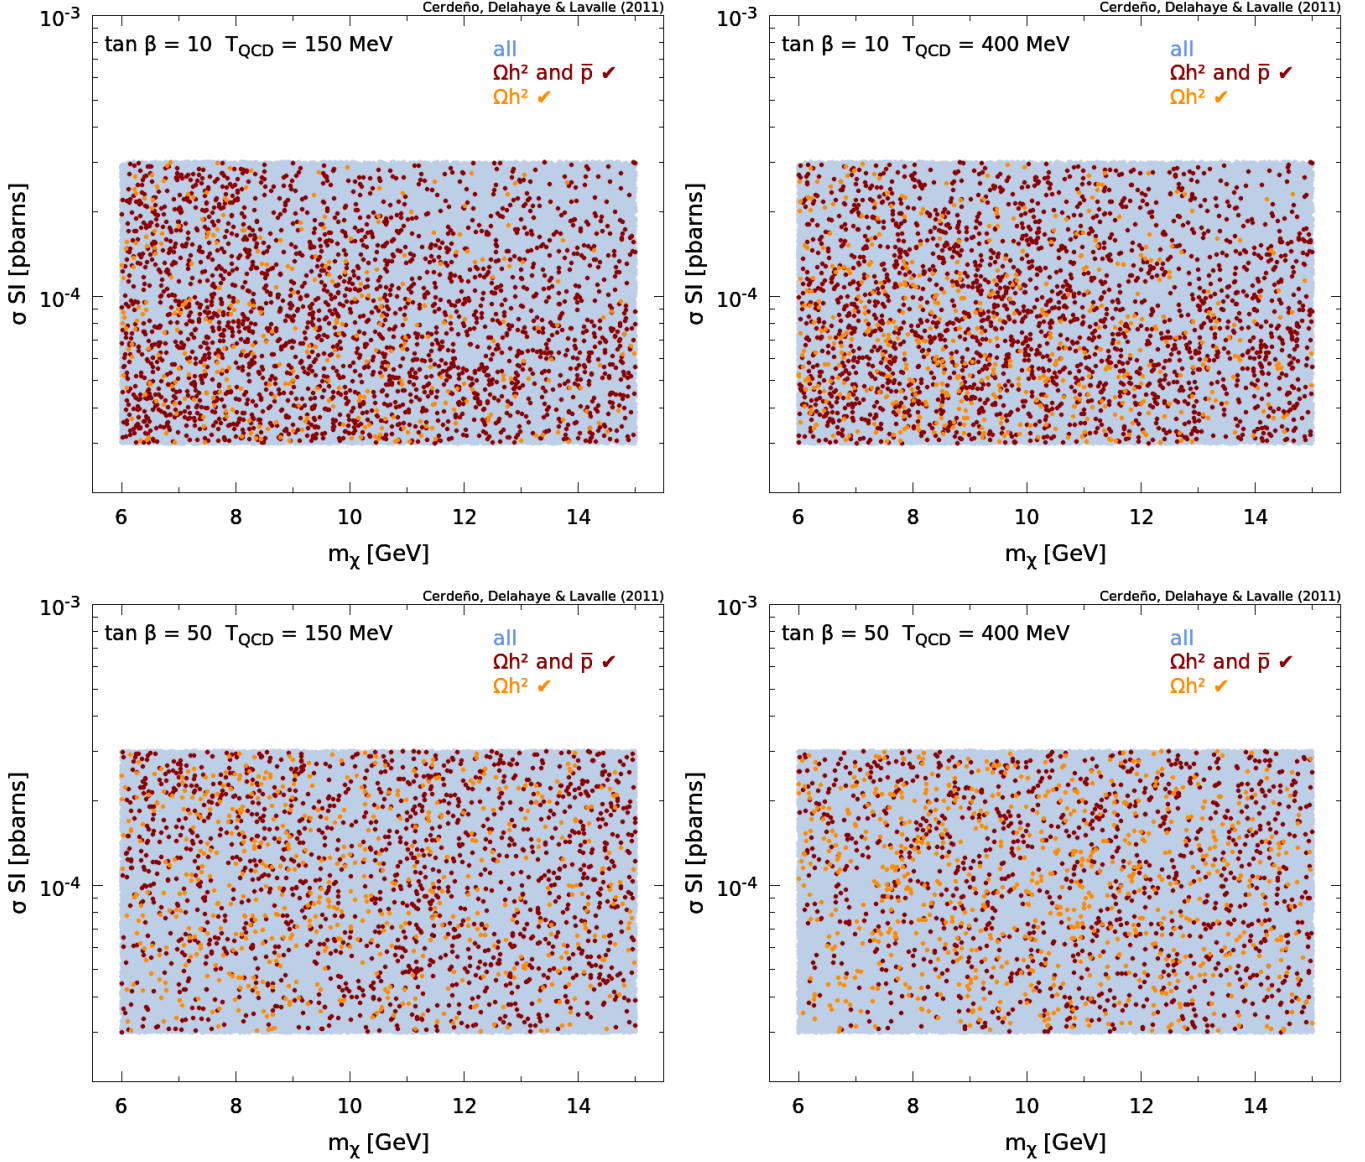 Cerdeño, Delahaye & Lavalle (2011)
10⁻³
tan β = 10 T_QCD = 150 MeV
all
Ωh² and p̅ ✔
Ωh² ✔
σ SI [pbarns]
10⁻⁴
6 8 10 12 14
m_χ [GeV]
Cerdeño, Delahaye & Lavalle (2011)
10⁻³
tan β = 10 T_QCD = 400 MeV
all
Ωh² and p̅ ✔
Ωh² ✔
σ SI [pbarns]
10⁻⁴
6 8 10 12 14
m_χ [GeV]
Cerdeño, Delahaye & Lavalle (2011)
10⁻³
tan β = 50 T_QCD = 150 MeV
all
Ωh² and p̅ ✔
Ωh² ✔
σ SI [pbarns]
10⁻⁴
6 8 10 12 14
m_χ [GeV]
Cerdeño, Delahaye & Lavalle (2011)
10⁻³
tan β = 50 T_QCD = 400 MeV
all
Ωh² and p̅ ✔
Ωh² ✔
σ SI [pbarns]
10⁻⁴
6 8 10 12 14
m_χ [GeV]